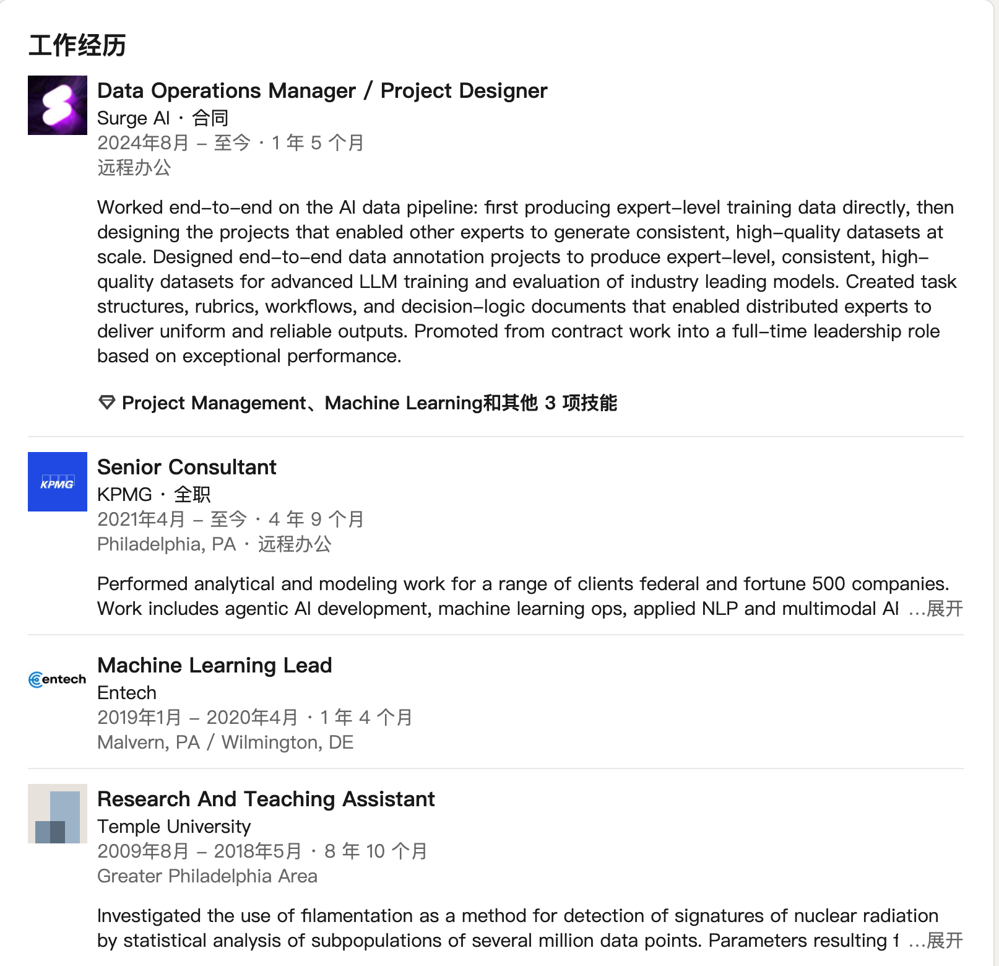 工作经历
Data Operations Manager / Project Designer
Surge AI · 合同
2024年8月 – 至今 · 1 年 5 个月
远程办公
Worked end–to–end on the AI data pipeline: first producing expert–level training data directly, then
designing the projects that enabled other experts to generate consistent, high–quality datasets at
scale. Designed end–to–end data annotation projects to produce expert–level, consistent, high–
quality datasets for advanced LLM training and evaluation of industry leading models. Created task
structures, rubrics, workflows, and decision–logic documents that enabled distributed experts to
deliver uniform and reliable outputs. Promoted from contract work into a full–time leadership role
based on exceptional performance.
Project Management、Machine Learning和其他 3 项技能
KPMG
Senior Consultant
KPMG · 全职
2021年4月 – 至今 · 4 年 9 个月
Philadelphia, PA · 远程办公
Performed analytical and modeling work for a range of clients federal and fortune 500 companies.
Work includes agentic AI development, machine learning ops, applied NLP and multimodal …展开
entech
Machine Learning Lead
Entech
2019年1月 – 2020年4月 · 1 年 4 个月
Malvern, PA / Wilmington, DE
Research And Teaching Assistant
Temple University
2009年8月 – 2018年5月 · 8 年 10 个月
Greater Philadelphia Area
Investigated the use of filamentation as a method for detection of signatures of nuclear radiation
by statistical analysis of subpopulations of several million data points. Parameters resulting …展开